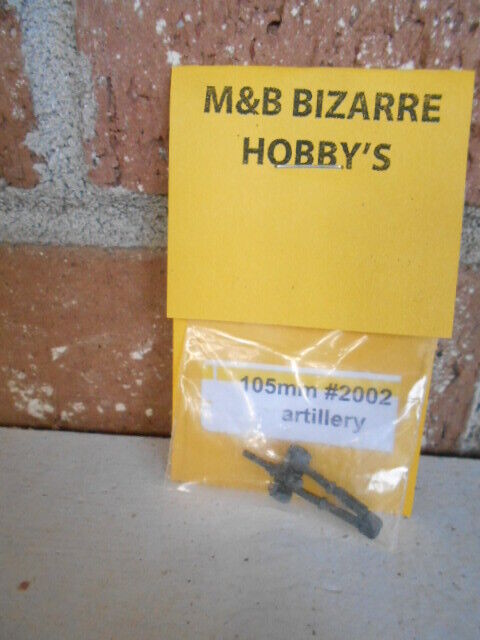 M&B BIZARRE
HOBBY'S
105mm #2002
artillery